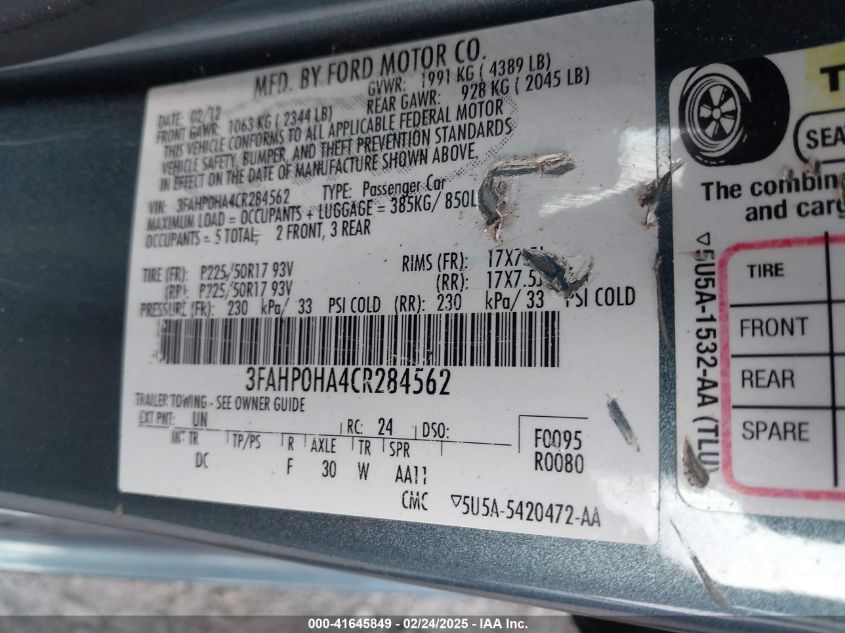 MFD. BY FORD MOTOR CO.
DATE: 02/12 GVWR: 1991 KG ( 4389 LB)
FRONT GAWR: 1063 KG ( 2344 LB) REAR GAWR: 928 KG ( 2045 LB)
THIS VEHICLE CONFORMS TO ALL APPLICABLE FEDERAL MOTOR
VEHICLE SAFETY, BUMPER, AND THEFT PREVENTION STANDARDS
IN EFFECT ON THE DATE OF MANUFACTURE SHOWN ABOVE.
VIN: 3FAHP0HA4CR284562 TYPE: Passenger Car
MAXIMUM LOAD = OCCUPANTS + LUGGAGE = 385KG/ 850L
OCCUPANTS = 5 TOTAL, 2 FRONT, 3 REAR
TIRE (FR): P225/50R17 93V RIMS (FR): 17X7.5J
(RR): P225/50R17 93V (RR): 17X7.5J
PRESSURE (FR): 230 kPa/ 33 PSI COLD (RR): 230 kPa/ 33 PSI COLD
3FAHP0HA4CR284562
TRAILER TOWING - SEE OWNER GUIDE
EXT PNT: UN RC: 24 DSO: F0095
INT TR TP/PS R AXLE TR SPR R0080
DC F 30 W AA11
CMC ▽5U5A-5420472-AA
T
SEA
The combin
and carg
TIRE
FRONT
REAR
SPARE
▽5U5A-1532-AA (TLU)
000-41645849 - 02/24/2025 - IAA Inc.